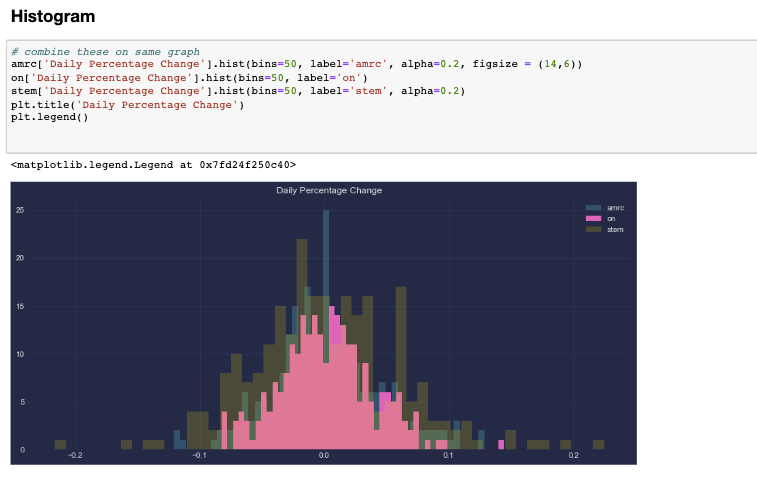 Histogram
# combine these on same graph
amrc['Daily Percentage Change'].hist(bins=50, label='amrc', alpha=0.2, figsize = (14,6))
on['Daily Percentage Change'].hist(bins=50, label='on')
stem['Daily Percentage Change'].hist(bins=50, label='stem', alpha=0.2)
plt.title('Daily Percentage Change')
plt.legend()
<matplotlib.legend.Legend at 0x7fd24f250c40>
Daily Percentage Change
amrc
on
stem
25
20
15
10
5
0
−0.2 −0.1 0.0 0.1 0.2